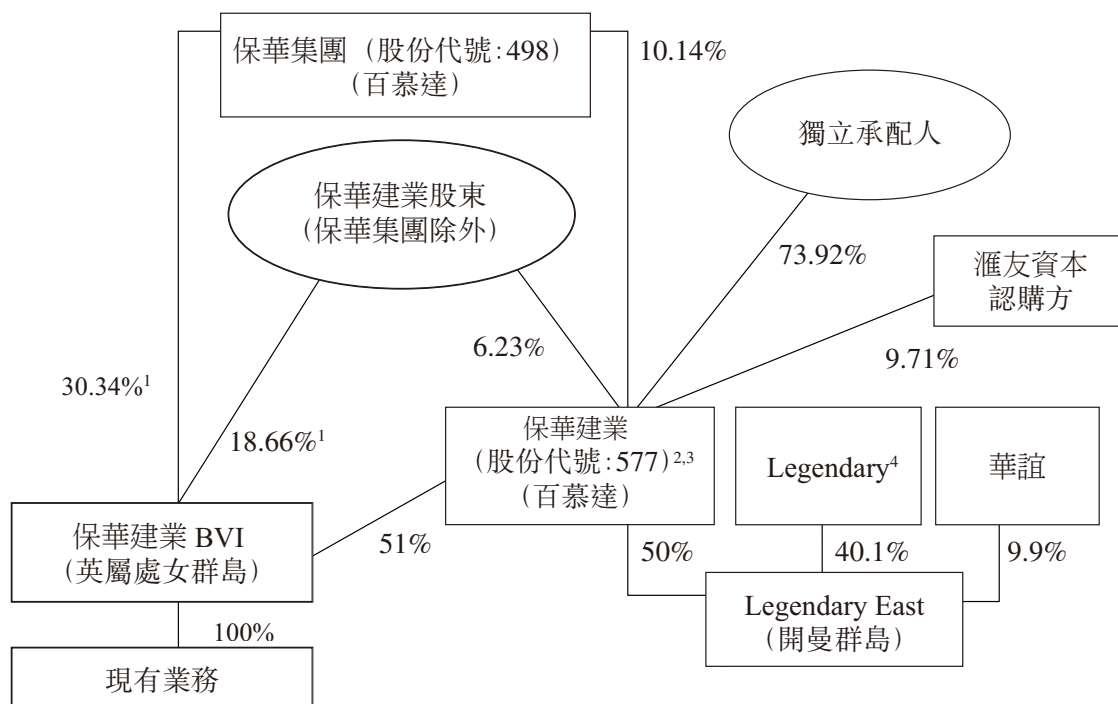 保華集團（股份代號：498）
（百慕達）
10.14%
獨立承配人
保華建業股東
（保華集團除外）
73.92%
滙友資本
認購方
6.23%
9.71%
30.34%1
18.66%1
保華建業
（股份代號：577）2,3
（百慕達）
Legendary4
華誼
保華建業 BVI
（英屬處女群島）
51%
50%
40.1%
9.9%
Legendary East
（開曼群島）
100%
現有業務